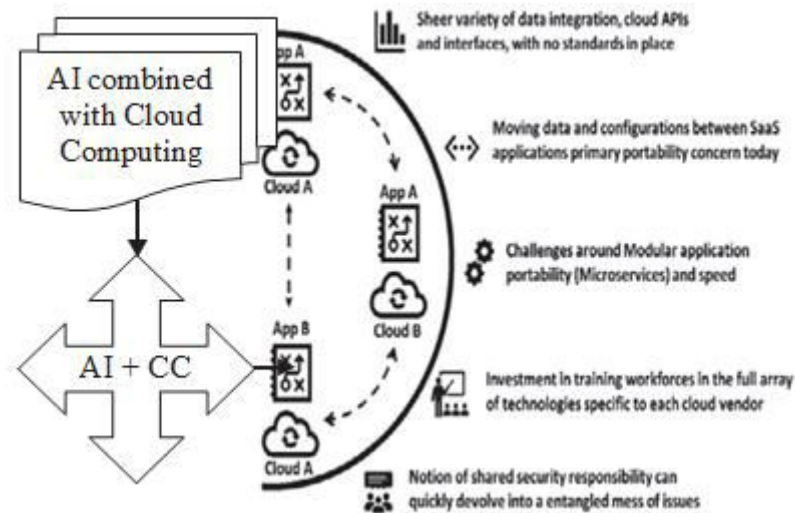 AI combined
with Cloud
Computing
App A
Cloud A
App A
Cloud B
App B
Cloud A
AI + CC
Sheer variety of data integration, cloud APIs
and interfaces, with no standards in place
Moving data and configurations between SaaS
applications primary portability concern today
Challenges around Modular application
portability (Microservices) and speed
Investment in training workforces in the full array
of technologies specific to each cloud vendor
Notion of shared security responsibility can
quickly devolve into a entangled mess of issues